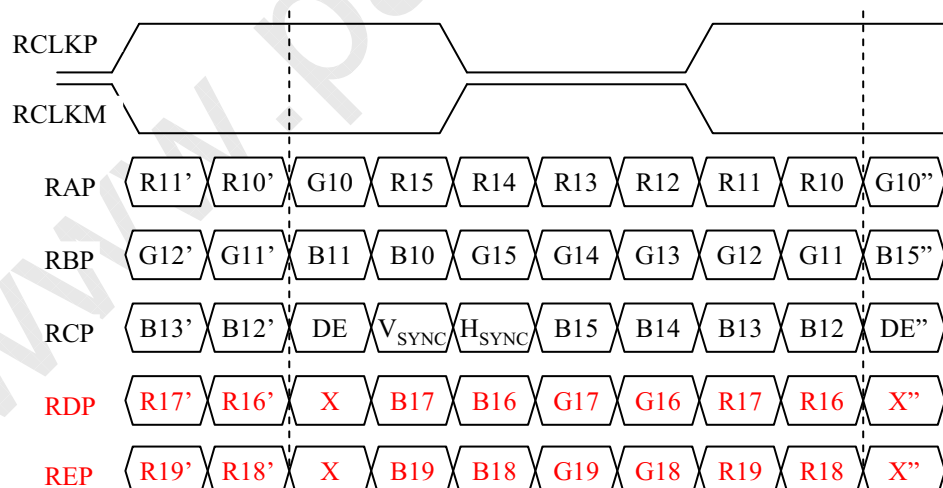 RCLKP
RCLKM
RAP R11’ R10’ G10 R15 R14 R13 R12 R11 R10 G10”
RBP G12’ G11’ B11 B10 G15 G14 G13 G12 G11 B15”
RCP B13’ B12’ DE VSYNC HSYNC B15 B14 B13 B12 DE”
RDP R17’ R16’ X B17 B16 G17 G16 R17 R16 X”
REP R19’ R18’ X B19 B18 G19 G18 R19 R18 X”
www.pa